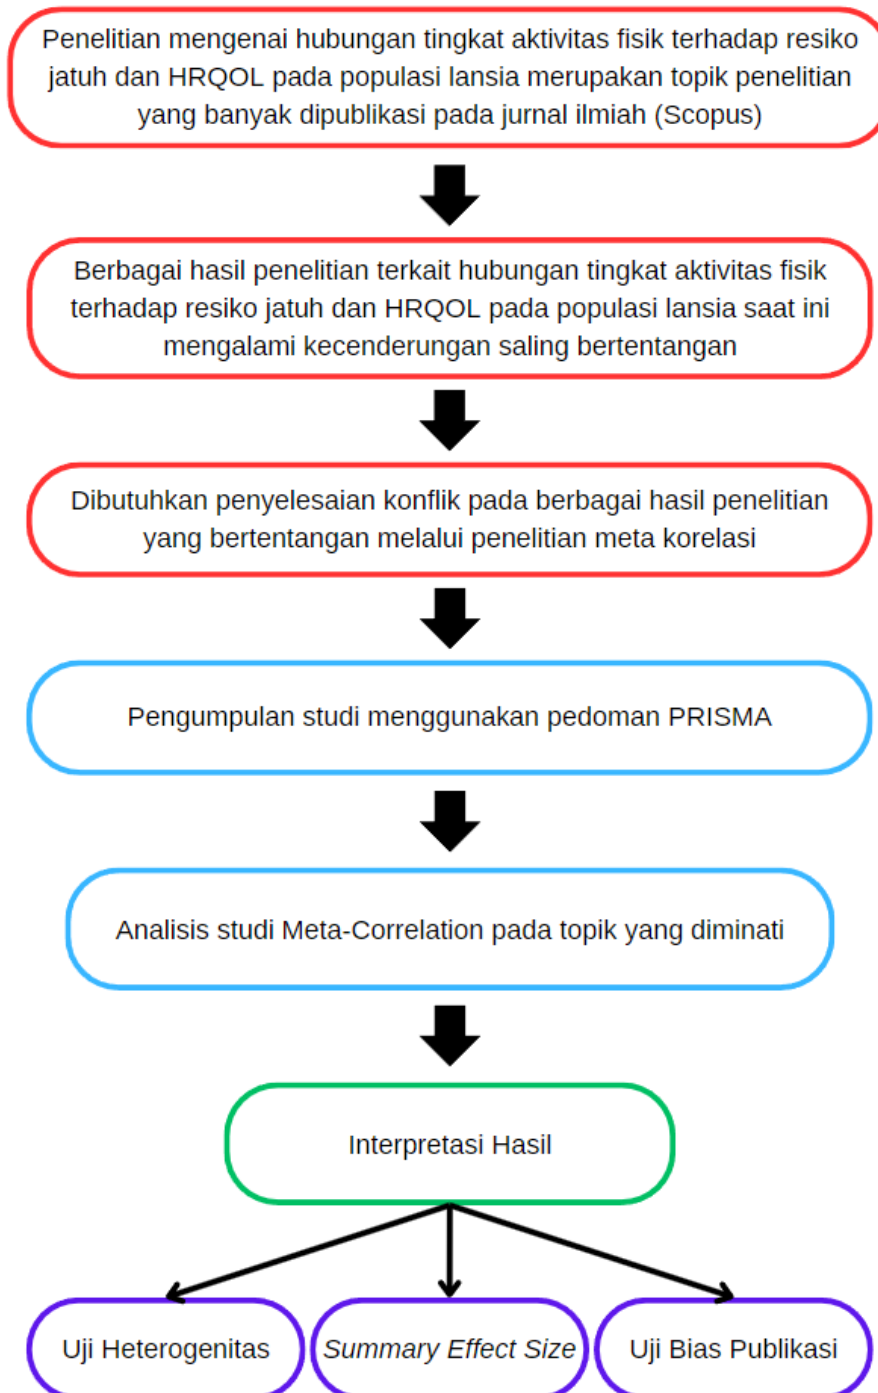 Penelitian mengenai hubungan tingkat aktivitas fisik terhadap resiko
jatuh dan HRQOL pada populasi lansia merupakan topik penelitian
yang banyak dipublikasi pada jurnal ilmiah (Scopus)
Berbagai hasil penelitian terkait hubungan tingkat aktivitas fisik
terhadap resiko jatuh dan HRQOL pada populasi lansia saat ini
mengalami kecenderungan saling bertentangan
Dibutuhkan penyelesaian konflik pada berbagai hasil penelitian
yang bertentangan melalui penelitian meta korelasi
Pengumpulan studi menggunakan pedoman PRISMA
Analisis studi Meta-Correlation pada topik yang diminati
Interpretasi Hasil
Uji Heterogenitas
Summary Effect Size
Uji Bias Publikasi